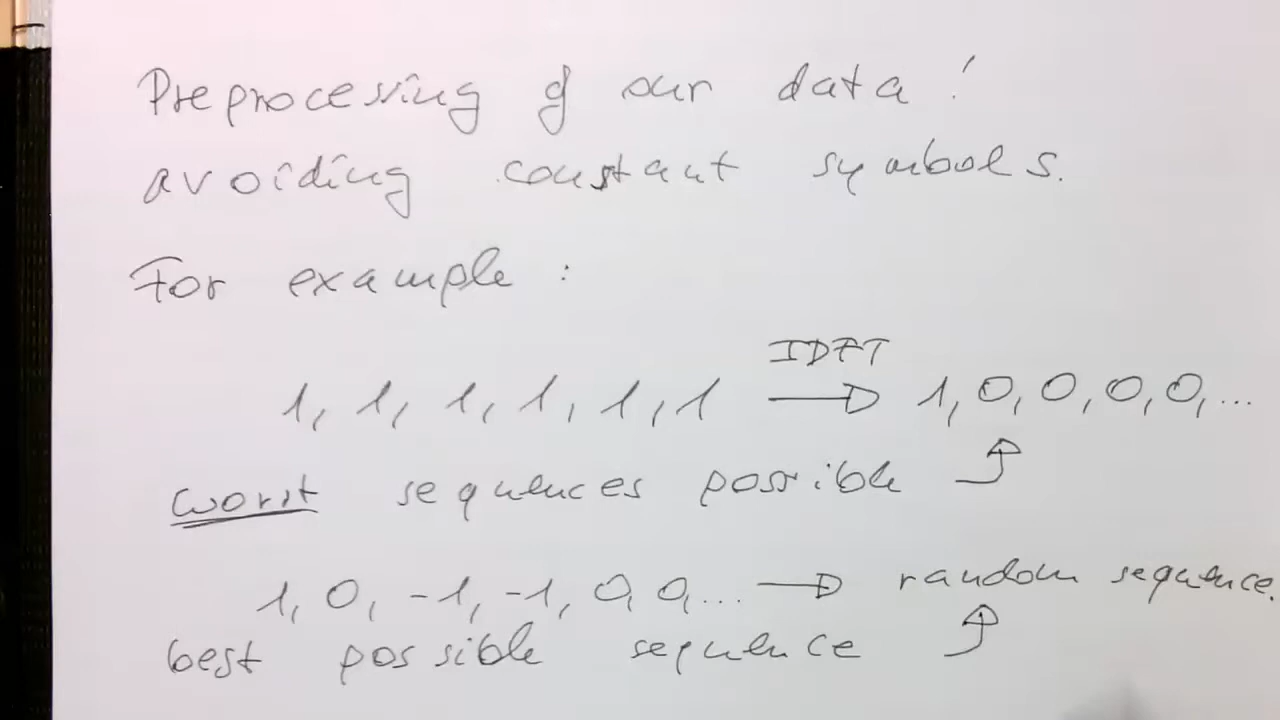 Preprocessing of our data!
avoiding constant symbols.
For example:
IDFT
1, 1, 1, 1, 1, 1 → 1, 0, 0, 0, 0, ...
worst sequences possible ↑
1, 0, -1, -1, 0, 0, ... → random sequence.
best possible sequence ↑